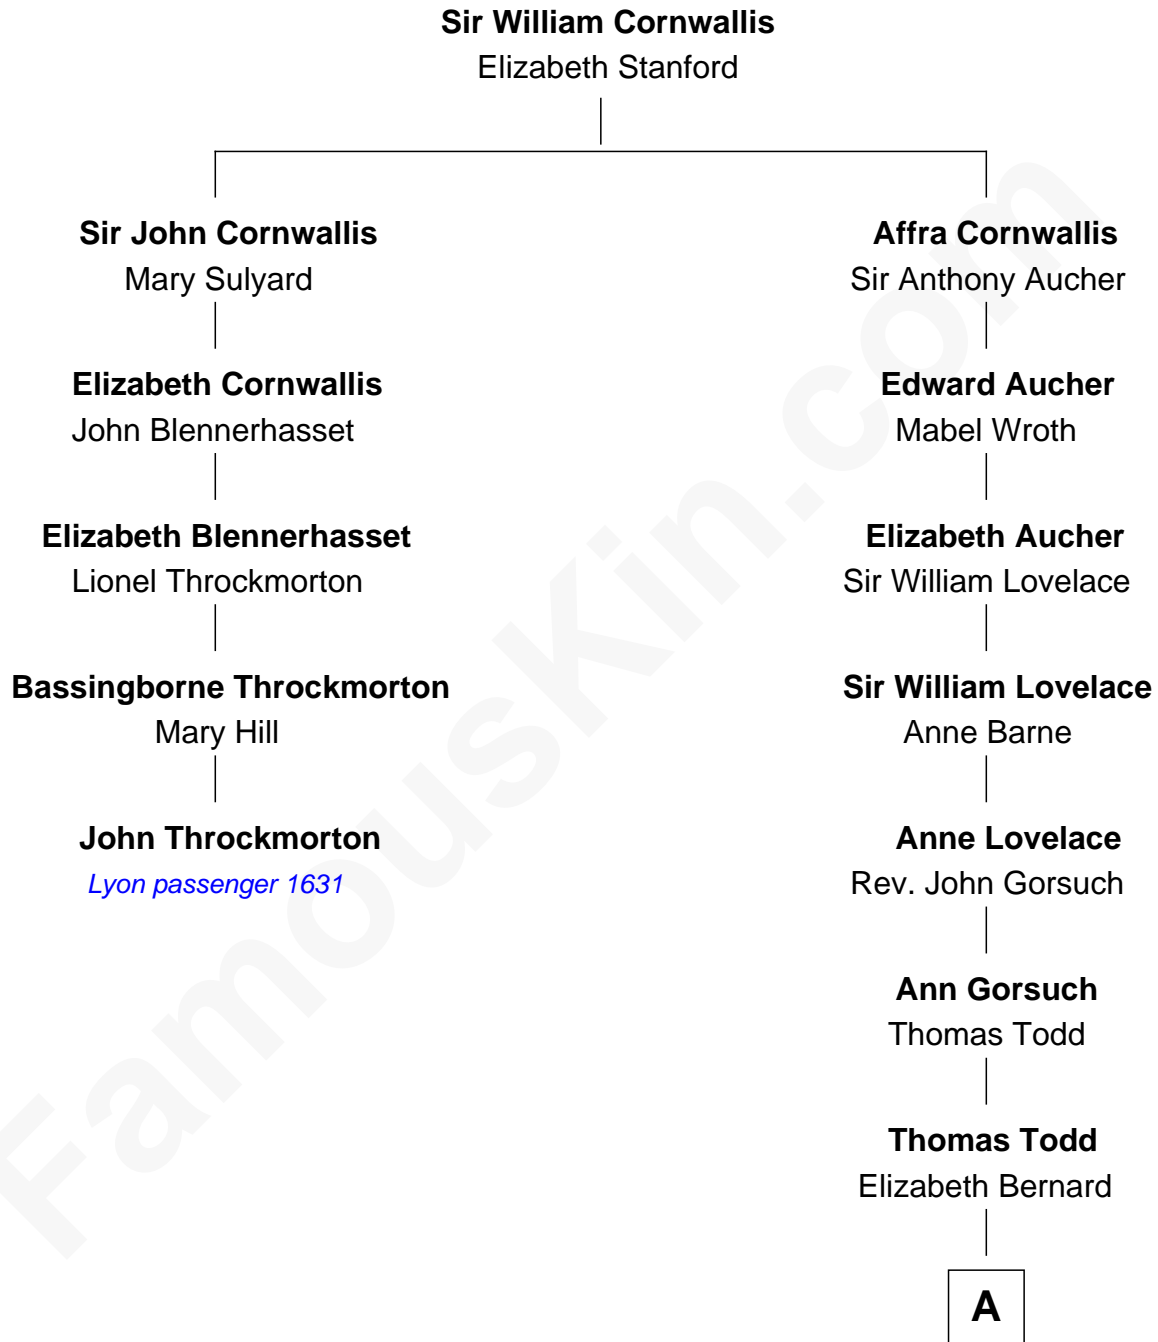 Sir William Cornwallis
Elizabeth Stanford
Sir John Cornwallis
Mary Sulyard
Elizabeth Cornwallis
John Blennerhasset
Elizabeth Blennerhasset
Lionel Throckmorton
Bassingborne Throckmorton
Mary Hill
John Throckmorton
Lyon passenger 1631
Affra Cornwallis
Sir Anthony Aucher
Edward Aucher
Mabel Wroth
Elizabeth Aucher
Sir William Lovelace
Sir William Lovelace
Anne Barne
Anne Lovelace
Rev. John Gorsuch
Ann Gorsuch
Thomas Todd
Thomas Todd
Elizabeth Bernard
A
FamousKin.com